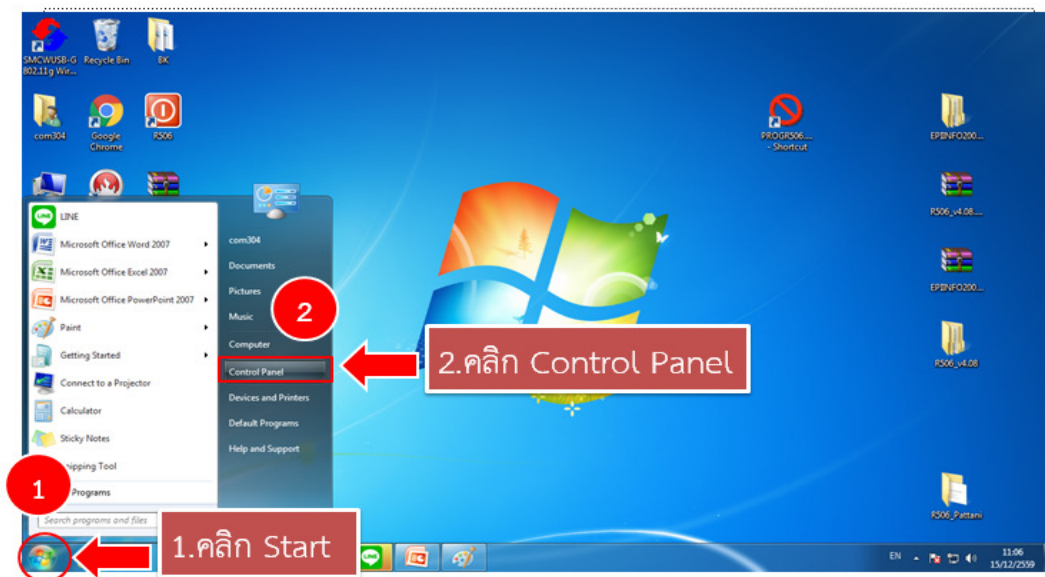 SMCWUSB-G
802.11g Wir...
Recycle Bin
BK
com304
Google
Chrome
R506
PROGR506....
- Shortcut
EPIINFO200...
R506_v4.08....
EPIINFO200...
R506_v4.08
R506_Pattani
LINE
Microsoft Office Word 2007
Microsoft Office Excel 2007
Microsoft Office PowerPoint 2007
Paint
Getting Started
Connect to a Projector
Calculator
Sticky Notes
nipping Tool
Programs
Search programs and files
com304
Documents
Pictures
Music
Computer
Control Panel
Devices and Printers
Default Programs
Help and Support
2
2.คลิก Control Panel
1
1.คลิก Start
EN
11:06
15/12/2559